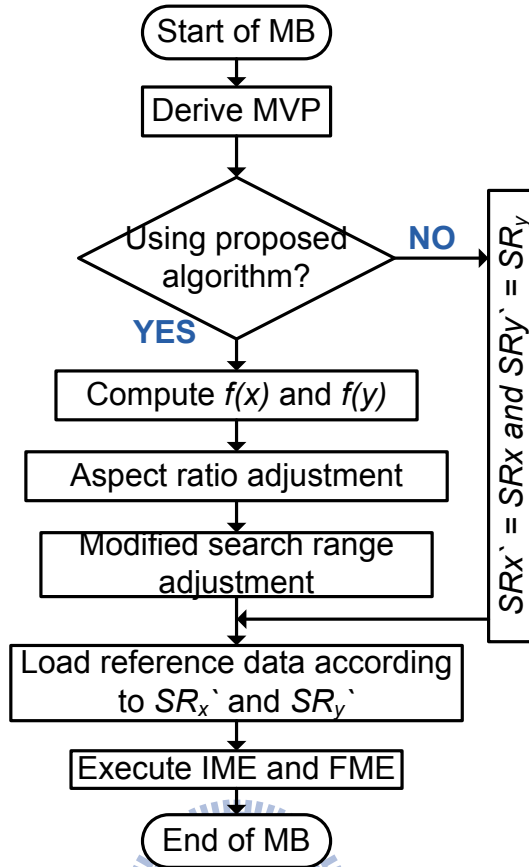 Start of MB
Derive MVP
Using proposed
algorithm?
NO
YES
SRx` = SRx and SRy` = SRy
Compute f(x) and f(y)
Aspect ratio adjustment
Modified search range
adjustment
Load reference data according
to SRx` and SRy`
Execute IME and FME
End of MB